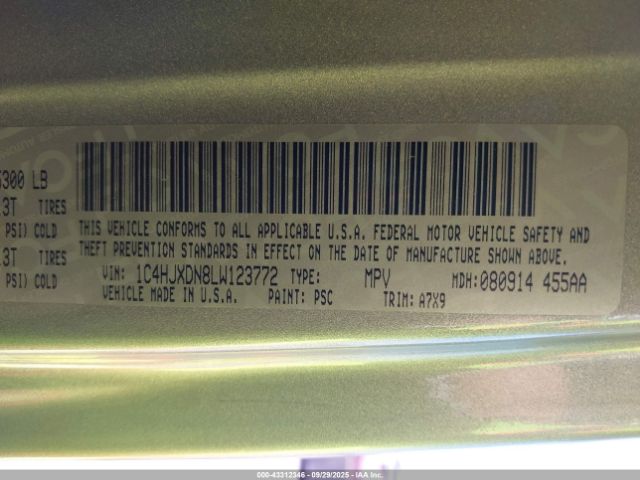 5300 LB
3T TIRES
PSI) COLD
3T TIRES
PSI) COLD
THIS VEHICLE CONFORMS TO ALL APPLICABLE U.S.A. FEDERAL MOTOR VEHICLE SAFETY AND
THEFT PREVENTION STANDARDS IN EFFECT ON THE DATE OF MANUFACTURE SHOWN ABOVE.
VIN: 1C4HJXDN8LW123772 TYPE: MPV MDH: 080914 455AA
VEHICLE MADE IN U.S.A. PAINT: PSC TRIM: A7X9
000-43312346 | 09/29/2025 | IAA Inc.